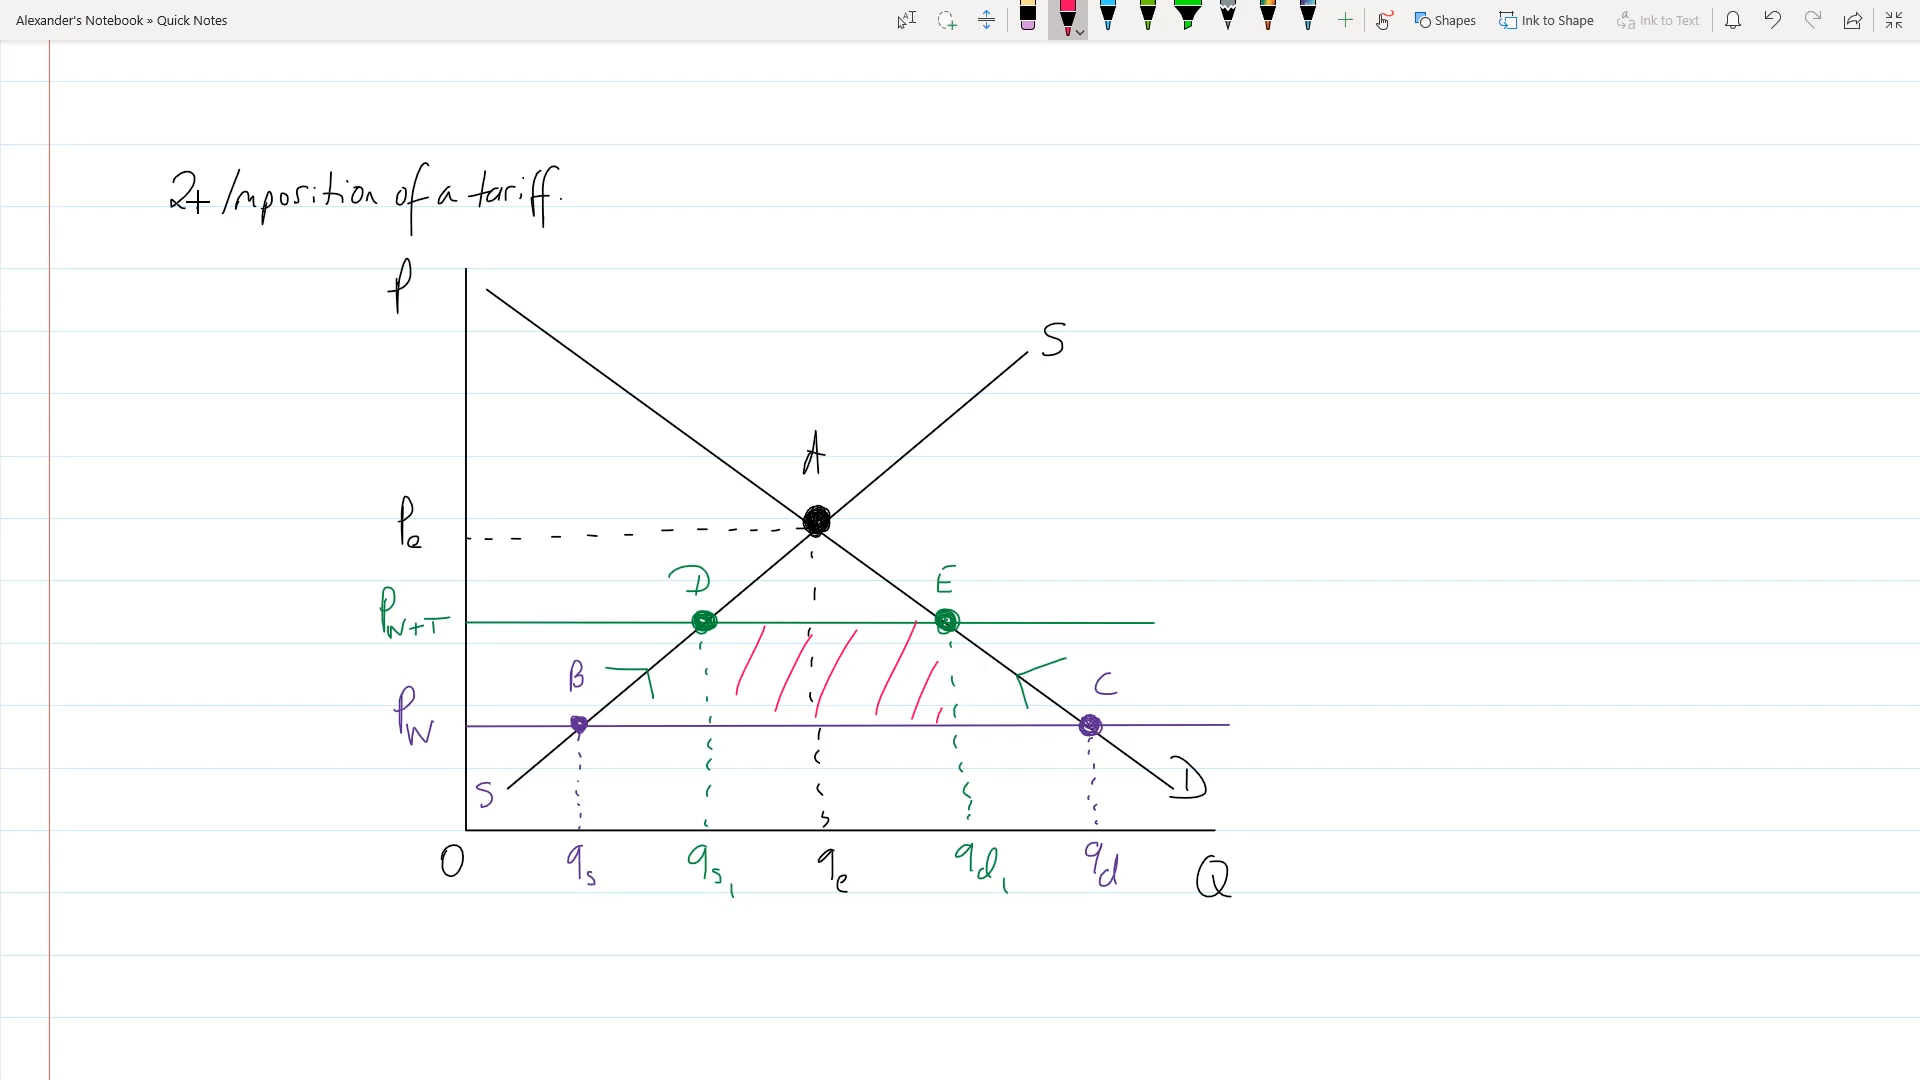 Alexander's Notebook » Quick Notes
Shapes
Ink to Shape
Ink to Text
2+ Imposition of a tariff.
P
S
A
Pe
D E
PW+T
B C
PW
S D
O qs qs1 qe qd1 qd Q